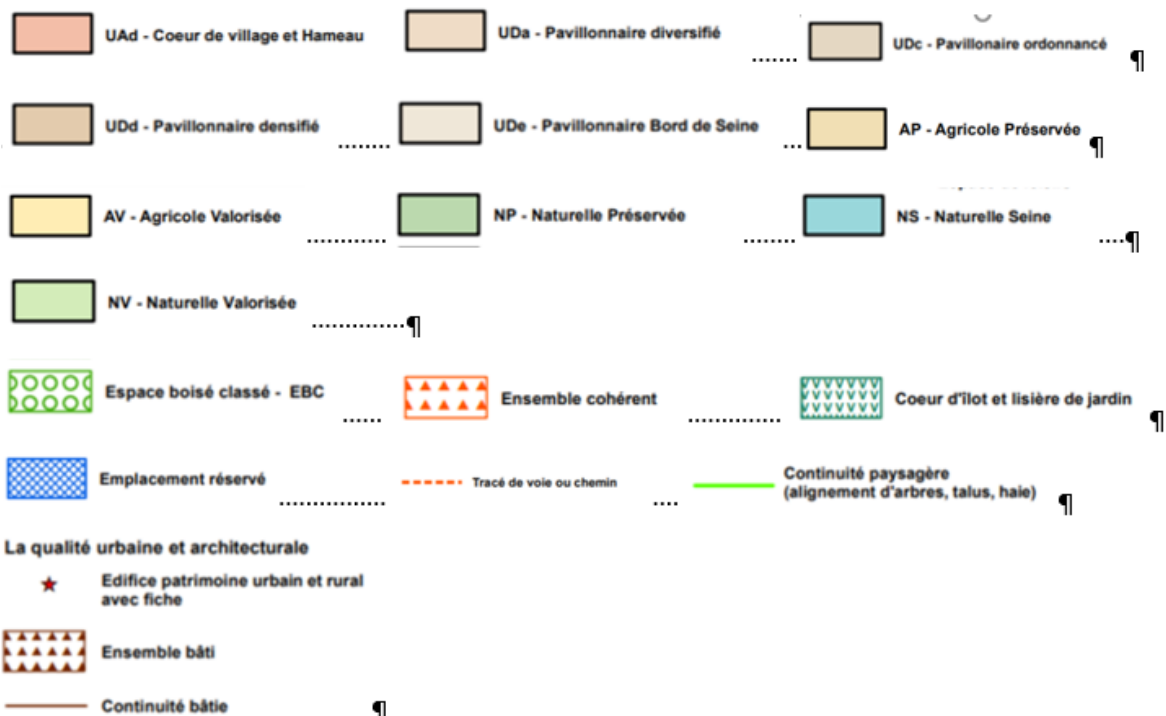 UAd - Coeur de village et Hameau
UDa - Pavillonnaire diversifié
UDc - Pavillonaire ordonnancé ¶
UDd - Pavillonnaire densifié
UDe - Pavillonnaire Bord de Seine
AP - Agricole Préservée ¶
AV - Agricole Valorisée
NP - Naturelle Préservée
NS - Naturelle Seine ¶
NV - Naturelle Valorisée ¶
Espace boisé classé - EBC
Ensemble cohérent
Coeur d'îlot et lisière de jardin ¶
Emplacement réservé
Tracé de voie ou chemin
Continuité paysagère
(alignement d'arbres, talus, haie) ¶
La qualité urbaine et architecturale
Edifice patrimoine urbain et rural
avec fiche
Ensemble bâti
Continuité bâtie ¶